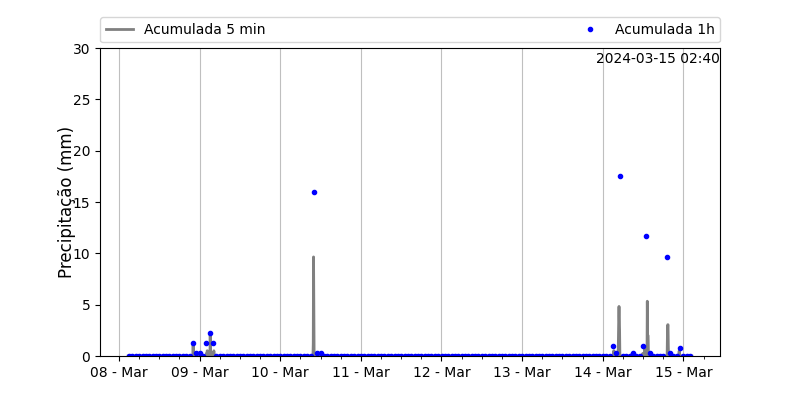 Acumulada 5 min
Acumulada 1h
2024-03-15 02:40
Precipitação (mm)
30
25
20
15
10
5
0
08 - Mar
09 - Mar
10 - Mar
11 - Mar
12 - Mar
13 - Mar
14 - Mar
15 - Mar